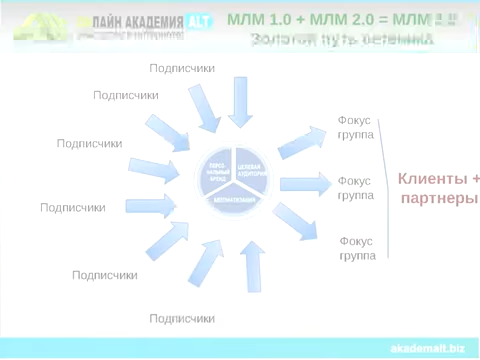 ЛАЙН АКАДЕМИЯ ALT
МЛМ 1.0 + МЛМ 2.0 = МЛМ
Золотой путь
Подписчики
Подписчики
Подписчики
Подписчики
Подписчики
Подписчики
ЦЕЛЕВАЯ
АУДИТОРИЯ
АВТОМАТИЗАЦИЯ
Фокус
группа
Фокус
группа
Фокус
группа
Клиенты +
партнеры
akademalt.biz